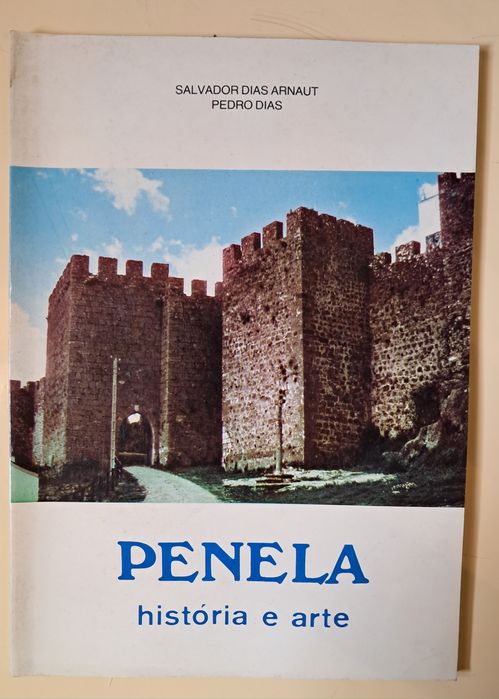 SALVADOR DIAS ARNAUT
PEDRO DIAS
PENELA
história e arte